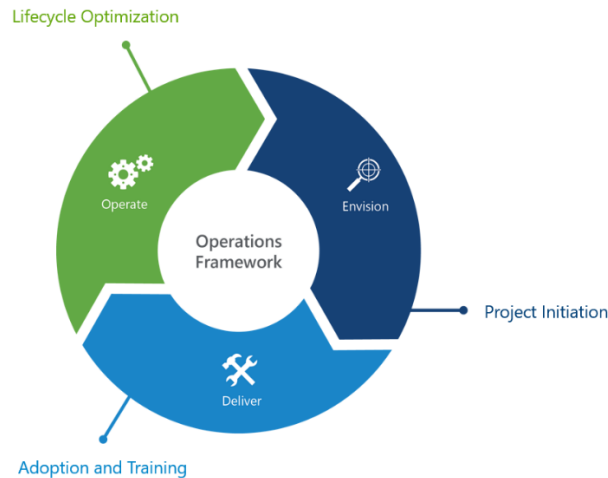 Lifecycle Optimization
Operate
Envision
Operations
Framework
Project Initiation
Deliver
Adoption and Training